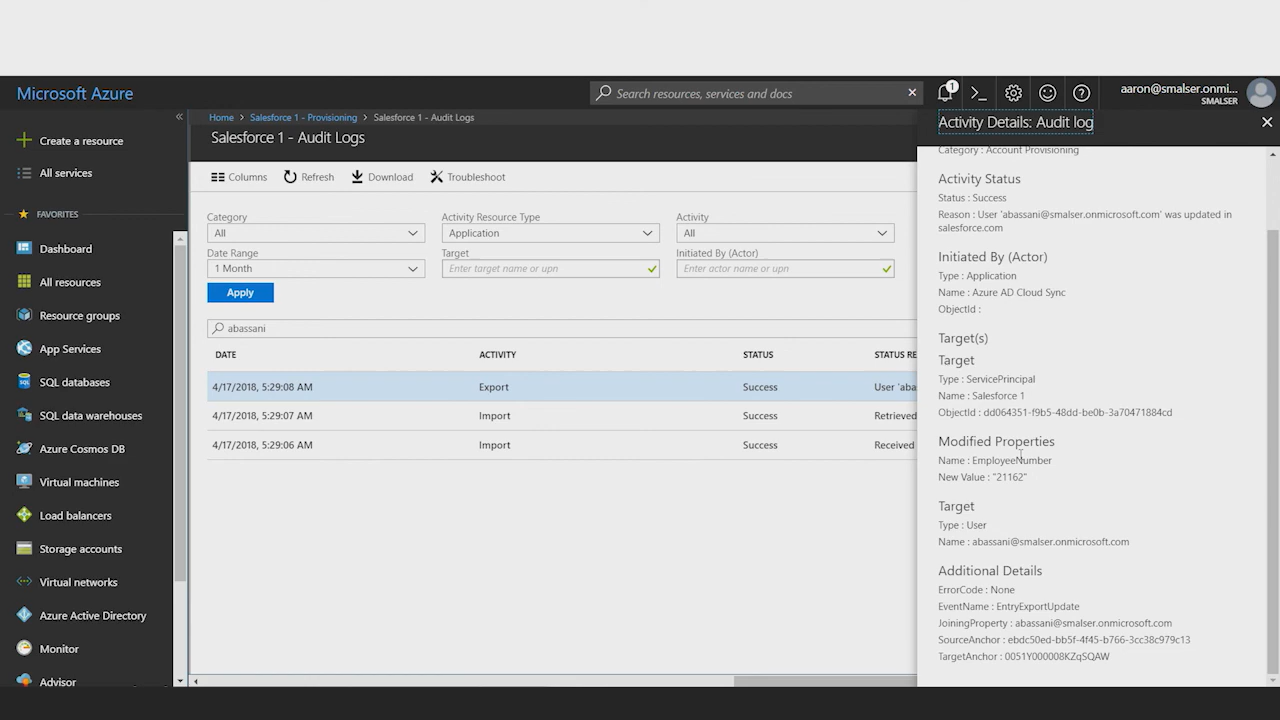 Microsoft Azure
Search resources, services and docs
1
aaron@smalser.onmi...
SMALSER
Create a resource
All services
FAVORITES
Dashboard
All resources
Resource groups
App Services
SQL databases
SQL data warehouses
Azure Cosmos DB
Virtual machines
Load balancers
Storage accounts
Virtual networks
Azure Active Directory
Monitor
Advisor
Home > Salesforce 1 - Provisioning > Salesforce 1 - Audit Logs
Salesforce 1 - Audit Logs
Columns Refresh Download Troubleshoot
Category Activity Resource Type Activity
All Application All
Date Range Target Initiated By (Actor)
1 Month Enter target name or upn Enter actor name or upn
Apply
abassani
DATE ACTIVITY STATUS STATUS RE
4/17/2018, 5:29:08 AM Export Success User 'aba
4/17/2018, 5:29:07 AM Import Success Retrieved
4/17/2018, 5:29:06 AM Import Success Received
Activity Details: Audit log
Category : Account Provisioning
Activity Status
Status : Success
Reason : User 'abassani@smalser.onmicrosoft.com' was updated in
salesforce.com
Initiated By (Actor)
Type : Application
Name : Azure AD Cloud Sync
ObjectId :
Target(s)
Target
Type : ServicePrincipal
Name : Salesforce 1
ObjectId : dd064351-f9b5-48dd-be0b-3a70471884cd
Modified Properties
Name : EmployeeNumber
New Value : "21162"
Target
Type : User
Name : abassani@smalser.onmicrosoft.com
Additional Details
ErrorCode : None
EventName : EntryExportUpdate
JoiningProperty : abassani@smalser.onmicrosoft.com
SourceAnchor : ebdc50ed-bb5f-4f45-b766-3cc38c979c13
TargetAnchor : 0051Y000008KZqSQAW